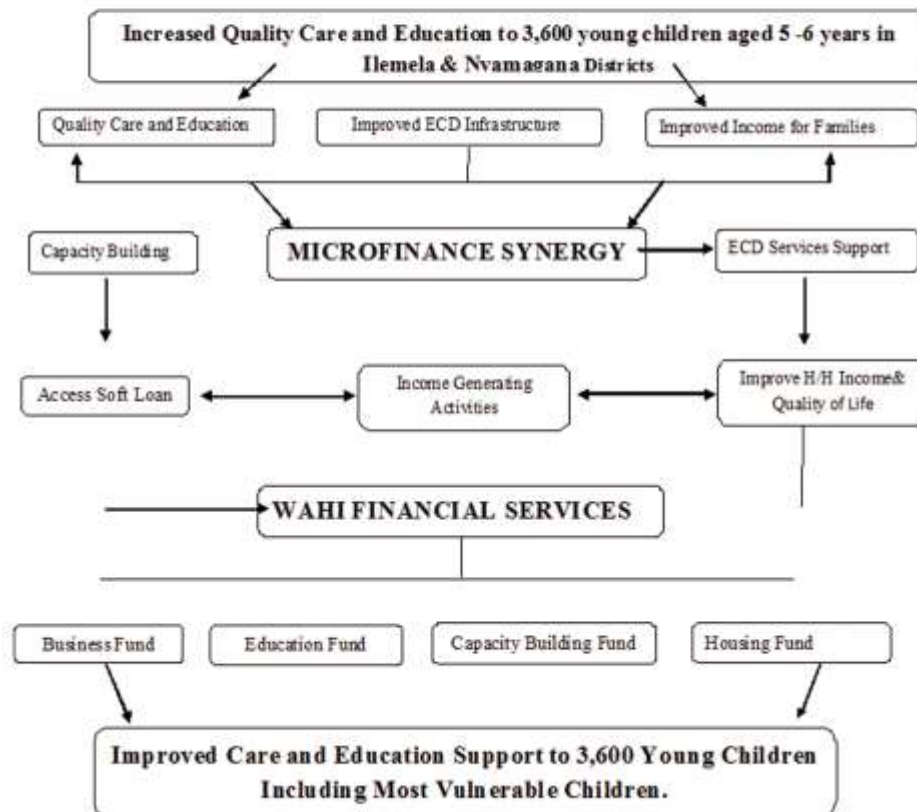 Increased Quality Care and Education to 3,600 young children aged 5 -6 years in
Ilemela & Nyamagana Districts
Quality Care and Education
Improved ECD Infrastructure
Improved Income for Families
Capacity Building
MICROFINANCE SYNERGY
ECD Services Support
Access Soft Loan
Income Generating
Activities
Improve H/H Income&
Quality of Life
WAHI FINANCIAL SERVICES
Business Fund
Education Fund
Capacity Building Fund
Housing Fund
Improved Care and Education Support to 3,600 Young Children
Including Most Vulnerable Children.